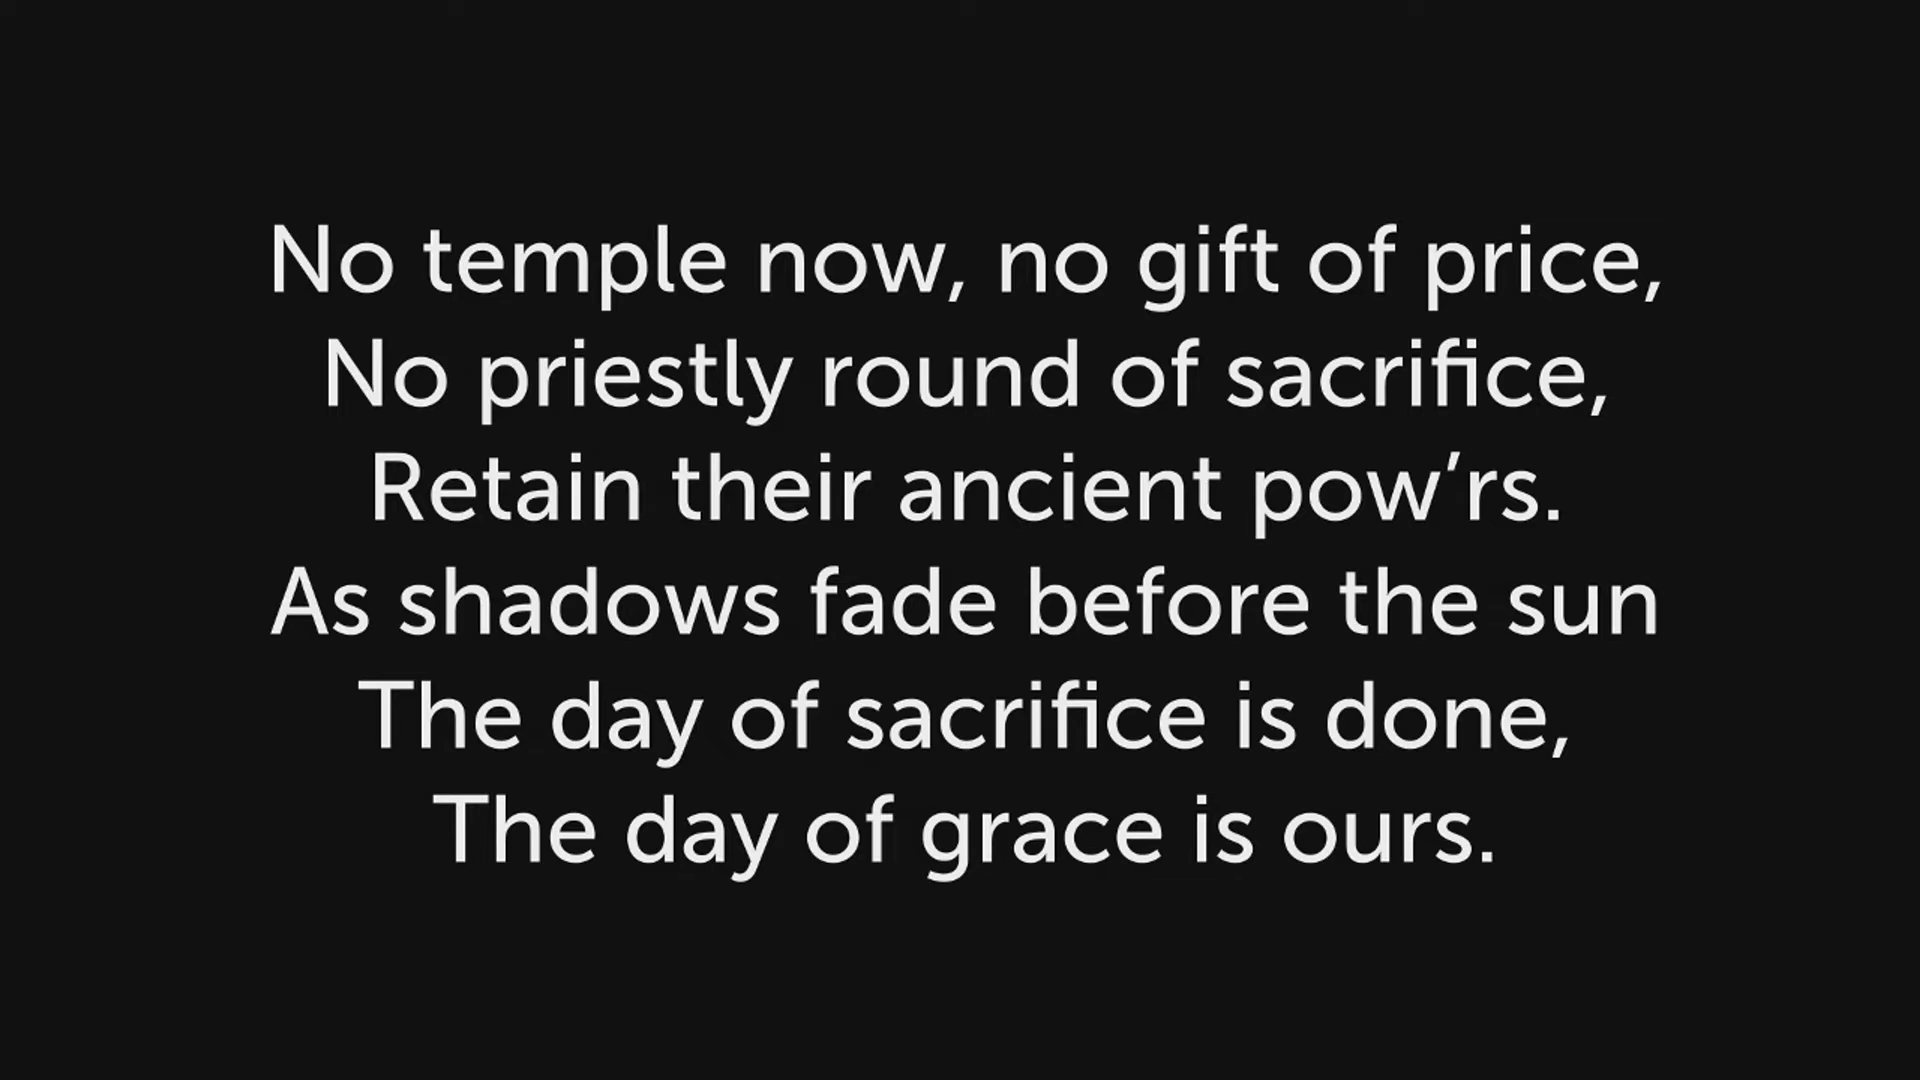 No temple now, no gift of price,
No priestly round of sacrifice,
Retain their ancient pow’rs.
As shadows fade before the sun
The day of sacrifice is done,
The day of grace is ours.